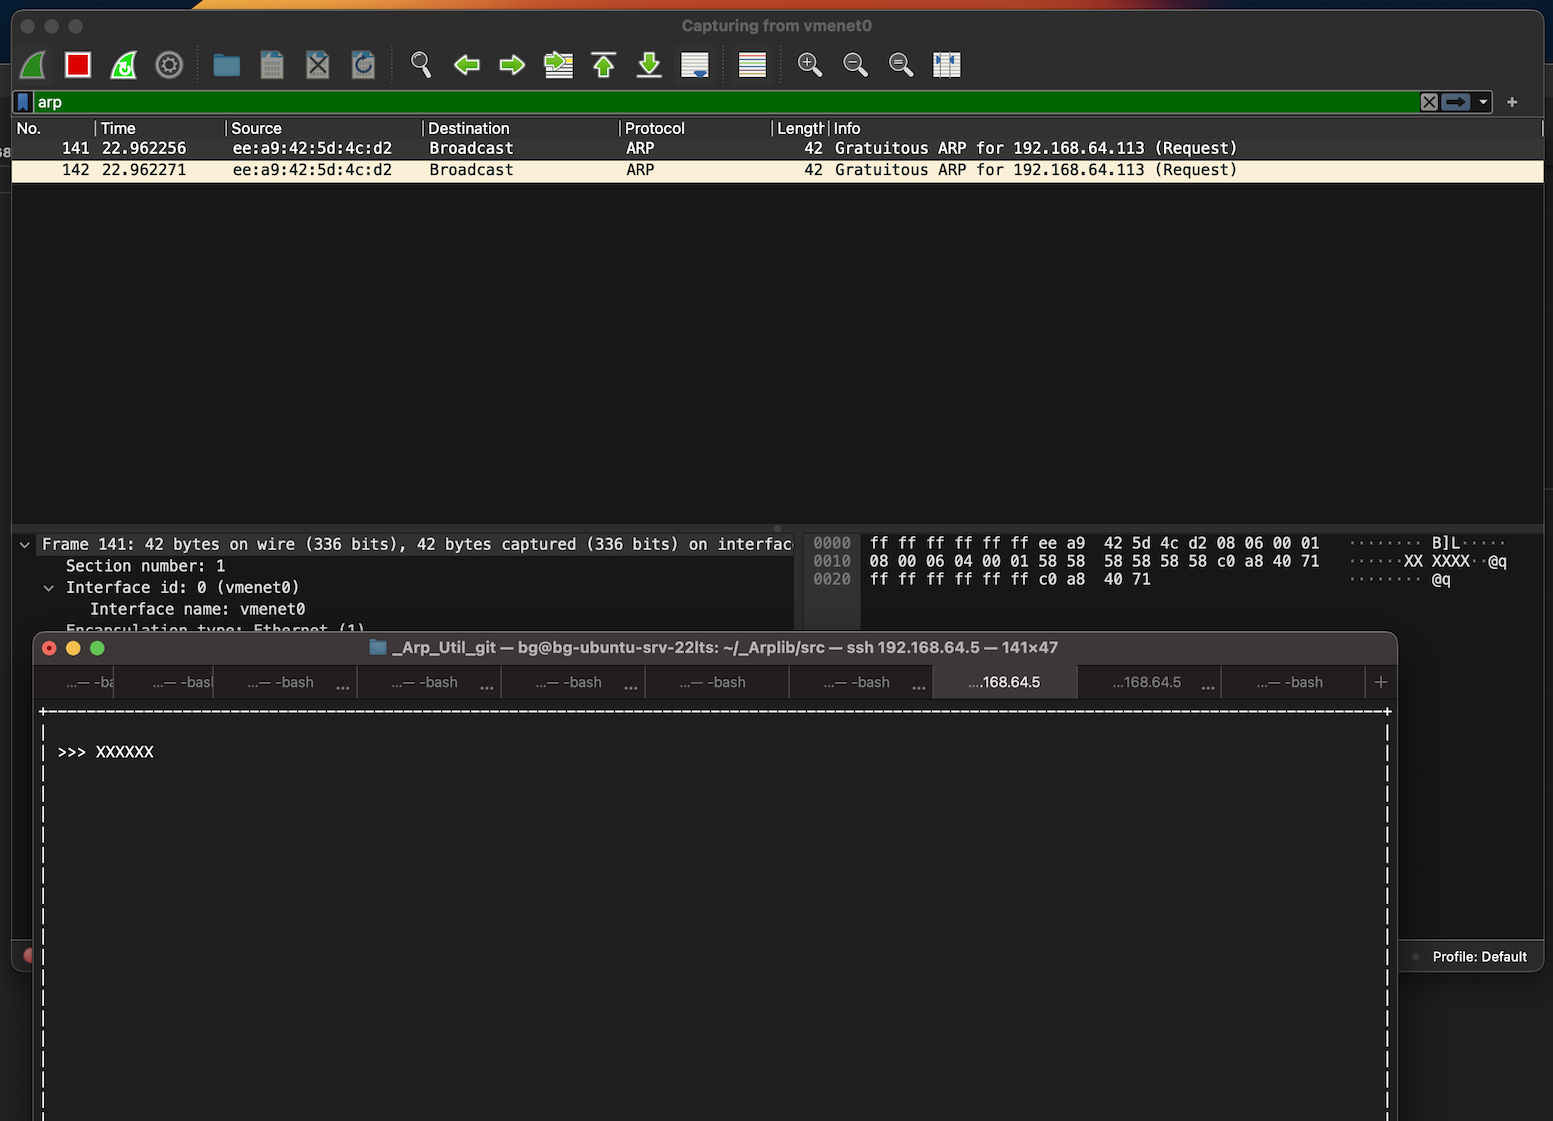 Capturing from vmenet0
arp
+
No. Time Source Destination Protocol Length Info
141 22.962256 ee:a9:42:5d:4c:d2 Broadcast ARP 42 Gratuitous ARP for 192.168.64.113 (Request)
142 22.962271 ee:a9:42:5d:4c:d2 Broadcast ARP 42 Gratuitous ARP for 192.168.64.113 (Request)
Frame 141: 42 bytes on wire (336 bits), 42 bytes captured (336 bits) on interfac
Section number: 1
Interface id: 0 (vmenet0)
Interface name: vmenet0
Encapsulation type: Ethernet (1)
0000 ff ff ff ff ff ff ee a9 42 5d 4c d2 08 06 00 01 ········ B]L·····
0010 08 00 06 04 00 01 58 58 58 58 58 58 c0 a8 40 71 ······XX XXXX··@q
0020 ff ff ff ff ff ff c0 a8 40 71 ········ @q
_Arp_Util_git — bg@bg-ubuntu-srv-22lts: ~/_Arplib/src — ssh 192.168.64.5 — 141×47
...— -ba ...— -bash ...— -bash ... ...— -bash ... ...— -bash ... ...— -bash ...— -bash ... ....168.64.5 ...168.64.5 ... ...— -bash +
>>> XXXXXX
Profile: Default